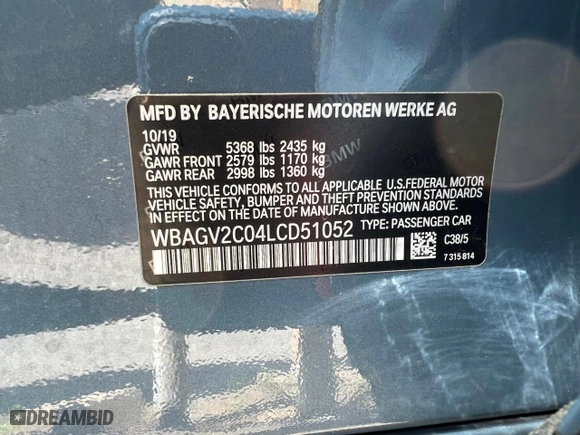 MFD BY BAYERISCHE MOTOREN WERKE AG
10/19
GVWR 5368 lbs 2435 kg
GAWR FRONT 2579 lbs 1170 kg
GAWR REAR 2998 lbs 1360 kg
BMW
THIS VEHICLE CONFORMS TO ALL APPLICABLE U.S.FEDERAL MOTOR
VEHICLE SAFETY, BUMPER AND THEFT PREVENTION STANDARDS
IN EFFECT ON THE DATE OF MANUFACTURE SHOWN ABOVE.
WBAGV2C04LCD51052 TYPE: PASSENGER CAR
C38/5
7 315 814
DREAMBID